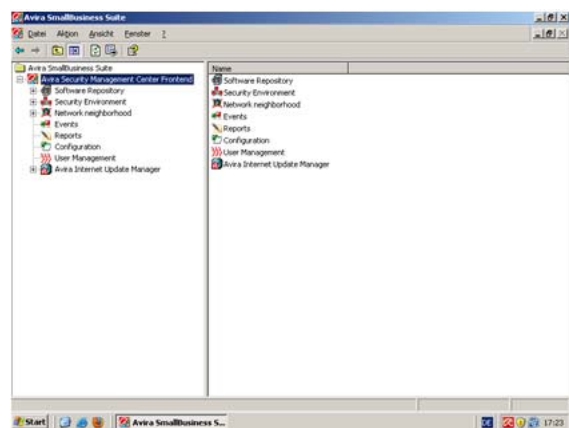 Avira SmallBusiness Suite
Datei Aktion Ansicht Fenster ?
Avira SmallBusiness Suite
Avira Security Management Center Frontend
Software Repository
Security Environment
Network neighborhood
Events
Reports
Configuration
User Management
Avira Internet Update Manager
Name
Software Repository
Security Environment
Network neighborhood
Events
Reports
Configuration
User Management
Avira Internet Update Manager
Start Avira SmallBusiness S... DE 17:23